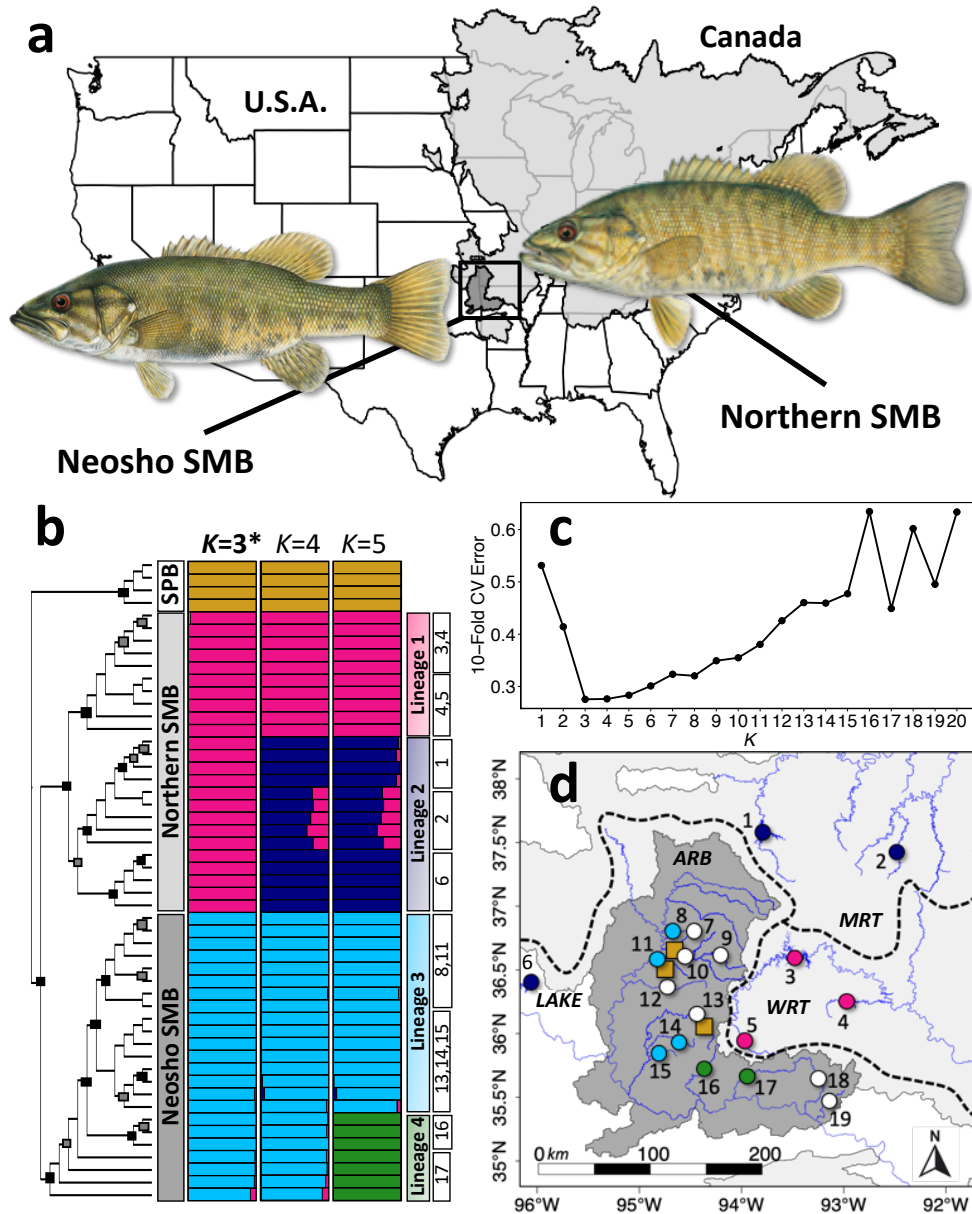 a
Canada
U.S.A.
Neosho SMB
Northern SMB
b
K=3*
K=4
K=5
SPB
Northern SMB
Neosho SMB
Lineage 1
Lineage 2
Lineage 3
Lineage 4
3,4
4,5
1
2
6
8,11
13,14,15
16
17
c
10-Fold CV Error
0.6
0.5
0.4
0.3
1 2 3 4 5 6 7 8 9 10 11 12 13 14 15 16 17 18 19 20
K
d
38°N
37.5°N
37°N
36.5°N
36°N
35.5°N
35°N
1
2
ARB
MRT
8
7
9
11
10
3
6
LAKE
12
13
WRT
4
14
5
15
16
17
18
19
0 km 100 200
N
96°W 95°W 94°W 93°W 92°W